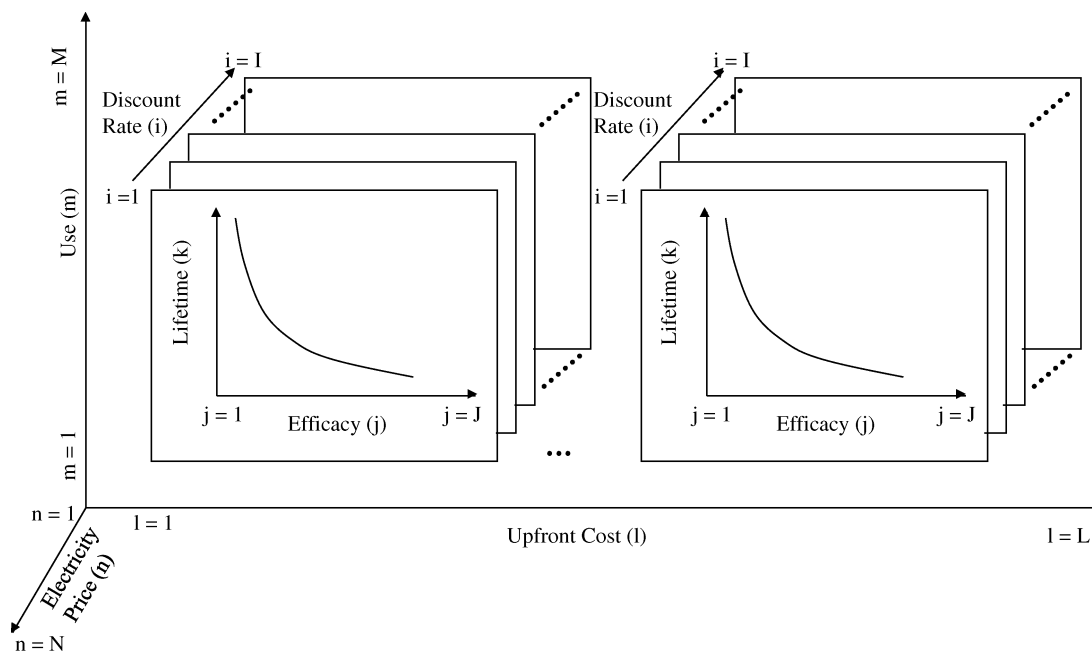 m = M
i = I
i = I
Discount
Rate (i)
Discount
Rate (i)
i =1
i =1
Use (m)
Lifetime (k)
Lifetime (k)
j = 1
j = J
Efficacy (j)
j = 1
j = J
Efficacy (j)
m = 1
n = 1
l = 1
Upfront Cost (l)
l = L
Electricity
Price (n)
n = N